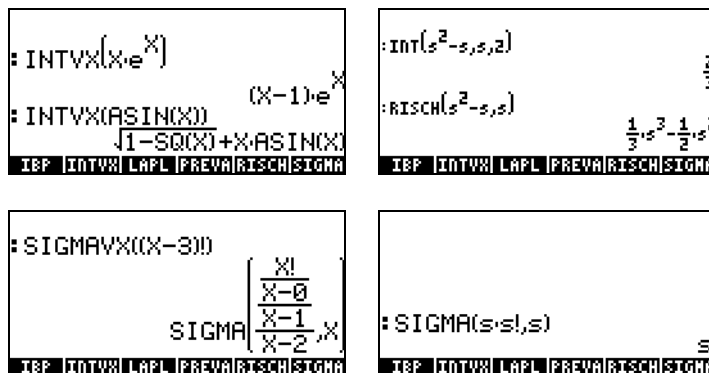 :INTVX(X·e^X)
(X-1)·e^X
:INTVX(ASIN(X))
√1-SQ(X)+X·ASIN(X)
IBP INTVX LAPL PREVA RISCH SIGMA
:INT(s²-s,s,2)
:RISCH(s²-s,s)
1/3·s³-1/2·s
IBP INTVX LAPL PREVA RISCH SIGMA
:SIGMAVX((X-3)!)
X!
X-0
X-1
SIGMA( X-2 ,X)
IBP INTVX LAPL PREVA RISCH SIGMA
:SIGMA(s·s!,s)
s
IBP INTVX LAPL PREVA RISCH SIGMA